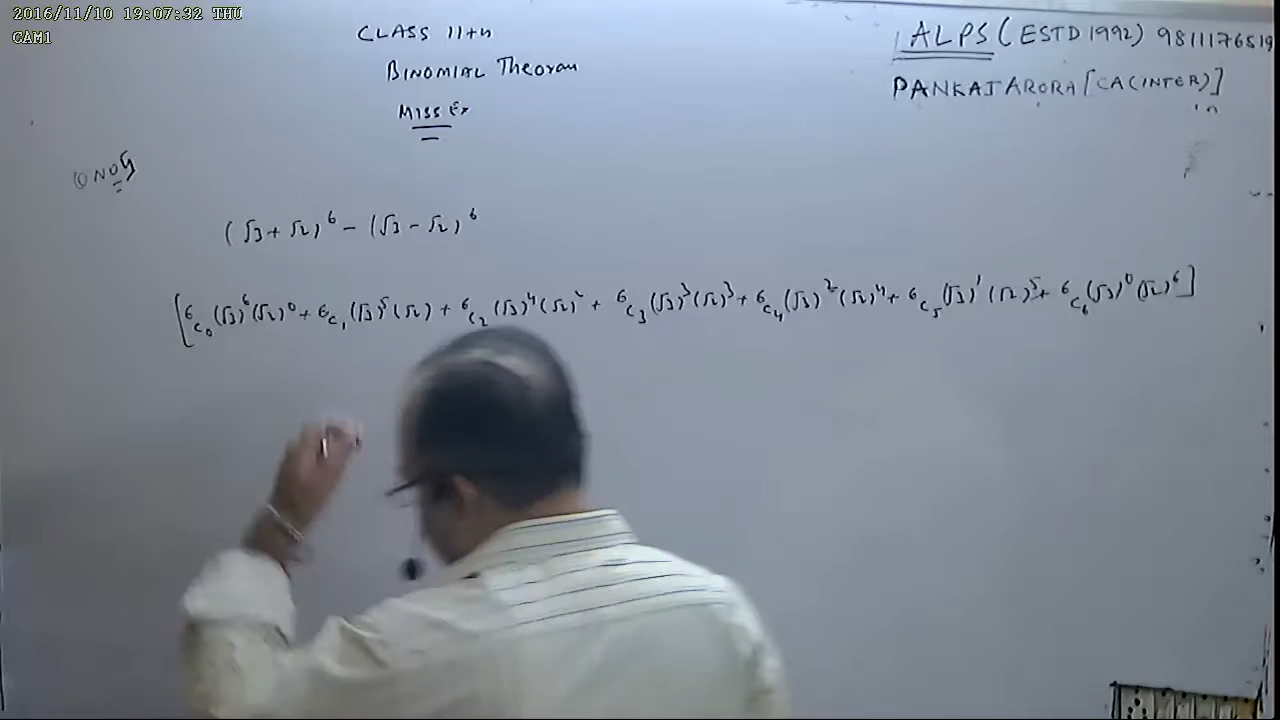 2016/11/10 19:07:32 THU
CAM1
CLASS 11th
BINOMIAL Theorem
MISS Ex
ALPS (ESTD 1992) 9811176519
PANKAJ ARORA [CA(INTER)]
Q NO 5
(√3+√2)^6 - (√3-√2)^6
[⁶C₀(√3)⁶(√2)⁰ + ⁶C₁(√3)⁵(√2) + ⁶C₂(√3)⁴(√2)² + ⁶C₃(√3)³(√2)³ + ⁶C₄(√3)²(√2)⁴ + ⁶C₅(√3)¹(√2)⁵ + ⁶C₆(√3)⁰(√2)⁶]